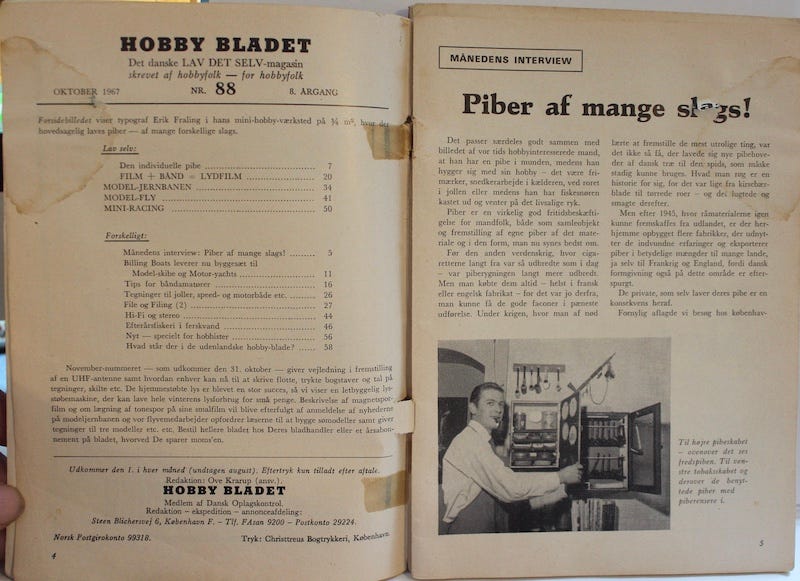 HOBBY BLADET
Det danske LAV DET SELV-magasin
skrevet af hobbyfolk — for hobbyfolk
OKTOBER 1967 NR. 88 8. ÅRGANG
Forsidebilledet viser typograf Erik Fraling i hans mini-hobby-værksted på ¾ m², hvor der
hovedsagelig laves piber — af mange forskellige slags.
Lav selv:
Den individuelle pibe 7
FILM + BÅND = LYDFILM 20
MODEL-JERNBANEN 34
MODEL-FLY 41
MINI-RACING 50
Forskelligt:
Månedens interview: Piber af mange slags! 5
Billing Boats leverer nu byggesæt til
Model-skibe og Motor-yachts 11
Tips for båndamatører 16
Tegninger til joller, speed- og motorbåde etc. 26
File og Filing (2) 27
Hi-Fi og stereo 44
Efterårsfiskeri i ferskvand 46
Nyt — specielt for hobbister 56
Hvad står der i de udenlandske hobby-blade? 58
November-nummeret — som udkommer den 31. oktober — giver vejledning i fremstilling
af en UHF-antenne samt hvordan enhver kan nå til at skrive flotte, trykte bogstaver og tal på
tegninger, skilte etc. De hjemmestøbte lys er blevet en stor succes, så vi viser en letbyggelig lys-
støbemaskine, der kan lave hele vinterens lysforbrug for små penge. Beskrivelse af magnetspor-
film og om lægning af tonespor på sine smalfilm vil blive efterfulgt af anmeldelse af nyhederne
på modeljernbanen og vor flyvemedarbejder opfordrer læserne til at bygge sømodeller samt giver
tegninger til tre modeller etc. etc. Bestil hellere bladet hos Deres bladhandler eller et årsabon-
nement på bladet, hvorved De sparer moms'en.
Udkommer den 1. i hver måned (undtagen august). Eftertryk kun tilladt efter aftale.
Redaktion: Ove Krarup (ansv.).
HOBBY BLADET
Medlem af Dansk Oplagskontrol.
Redaktion – ekspedition – annonceafdeling:
Steen Blichersvej 6, København F. – Tlf. FAsan 9200 – Postkonto 29224.
Norsk Postgirokonto 99318. Tryk: Christtreus Bogtrykkeri, København.
4
MÅNEDENS INTERVIEW
Piber af mange slags!
Det passer særdeles godt sammen med
billedet af vor tids hobbyinteresserede mand,
at han har en pibe i munden, medens han
hygger sig med sin hobby – det være fri-
mærker, snedkerarbejde i kælderen, ved roret
i jollen eller medens han har fiskesnøren
kastet ud og venter på det livsalige ryk.
Piber er en virkelig god fritidsbeskæfti-
gelse for mandfolk, både som samleobjekt
og fremstilling af egne piber af det mate-
riale og i den form, man nu synes bedst om.
Før den anden verdenskrig, hvor ciga-
retterne langt fra var så udbredte som i dag
– var piberygningen langt mere udbredt.
Men man købte dem altid – helst i fransk
eller engelsk fabrikat – for det var jo derfra,
man kunne få de gode faconer i pæneste
udførelse. Under krigen, hvor man af nød
lærte at fremstille de mest utrolige ting, var
det ikke så få, der lavede sig nye pibehove-
der af dansk træ til den spids, som måske
stadig kunne bruges. Hvad man røg er en
historie for sig, for det var lige fra kirsebær-
blade til tørrede roer – og det lugtede og
smagte derefter.
Men efter 1945, hvor råmaterialerne igen
kunne fremskaffes fra udlandet, er der her-
hjemme opbygget flere fabrikker, der udnyt-
ter de indvundne erfaringer og eksporterer
piber i betydelige mængder til mange lande,
ja selv til Frankrig og England, fordi dansk
formgivning også på dette område er efter-
spurgt.
De private, som selv laver deres pibe er en
konsekvens heraf.
Fornylig aflagde vi besøg hos københav-
Til højre pibeskabet
– ovenover det ses
fredspiben. Til ven-
stre tobaksskabet og
derover de benyt-
tede piber med
piberensere i.
5